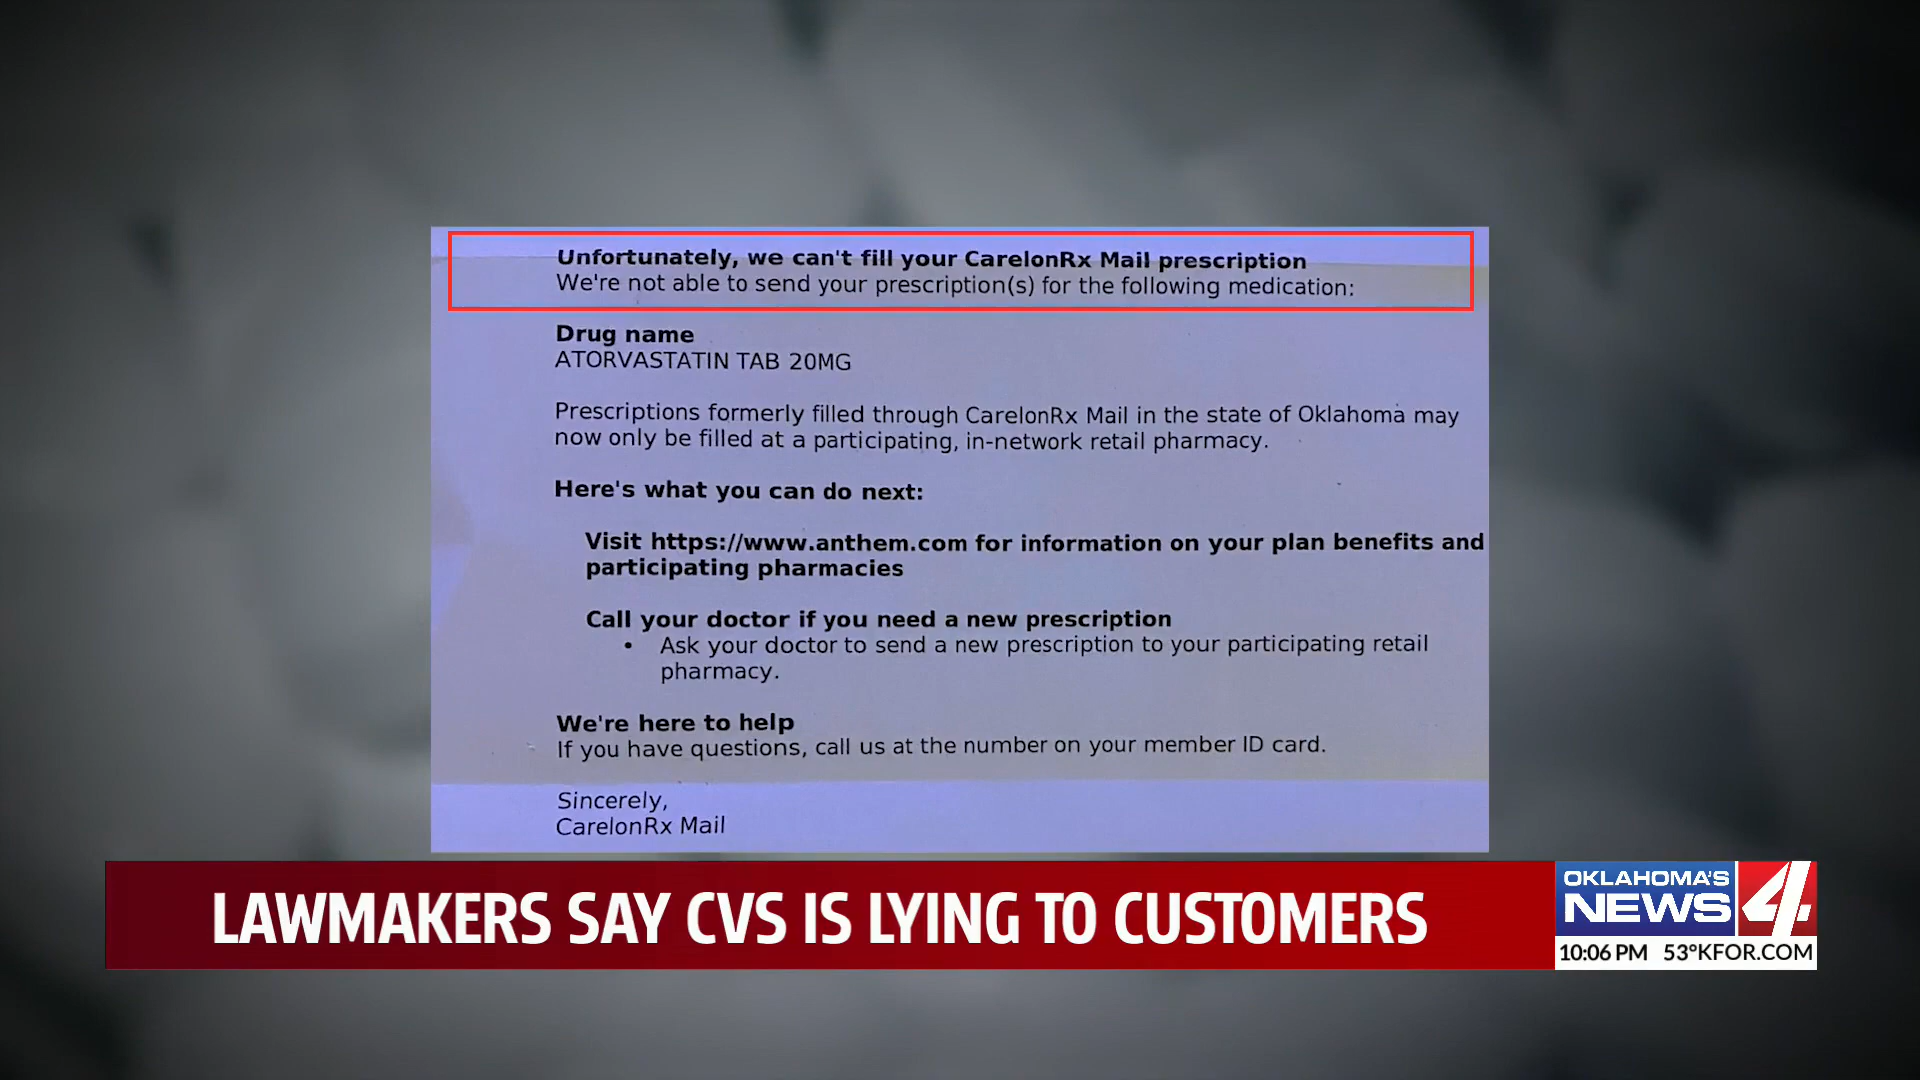 Unfortunately, we can't fill your CarelonRx Mail prescription
We're not able to send your prescription(s) for the following medication:
Drug name
ATORVASTATIN TAB 20MG
Prescriptions formerly filled through CarelonRx Mail in the state of Oklahoma may
now only be filled at a participating, in-network retail pharmacy.
Here's what you can do next:
Visit https://www.anthem.com for information on your plan benefits and
participating pharmacies
Call your doctor if you need a new prescription
• Ask your doctor to send a new prescription to your participating retail
pharmacy.
We're here to help
If you have questions, call us at the number on your member ID card.
Sincerely,
CarelonRx Mail
LAWMAKERS SAY CVS IS LYING TO CUSTOMERS
OKLAHOMA'S
NEWS 4
10:06 PM 53° KFOR.COM